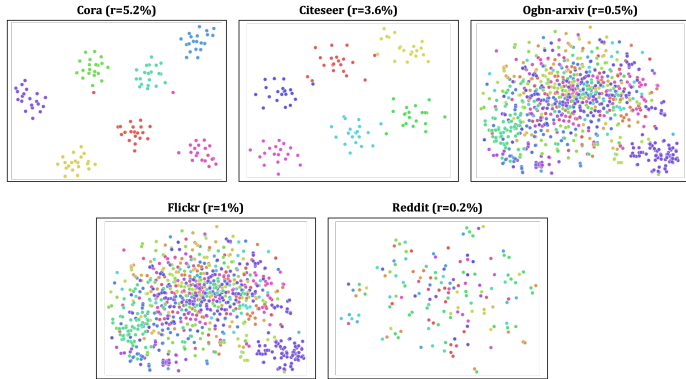 Cora (r=5.2%)
Citeseer (r=3.6%)
Ogbn-arxiv (r=0.5%)
Flickr (r=1%)
Reddit (r=0.2%)